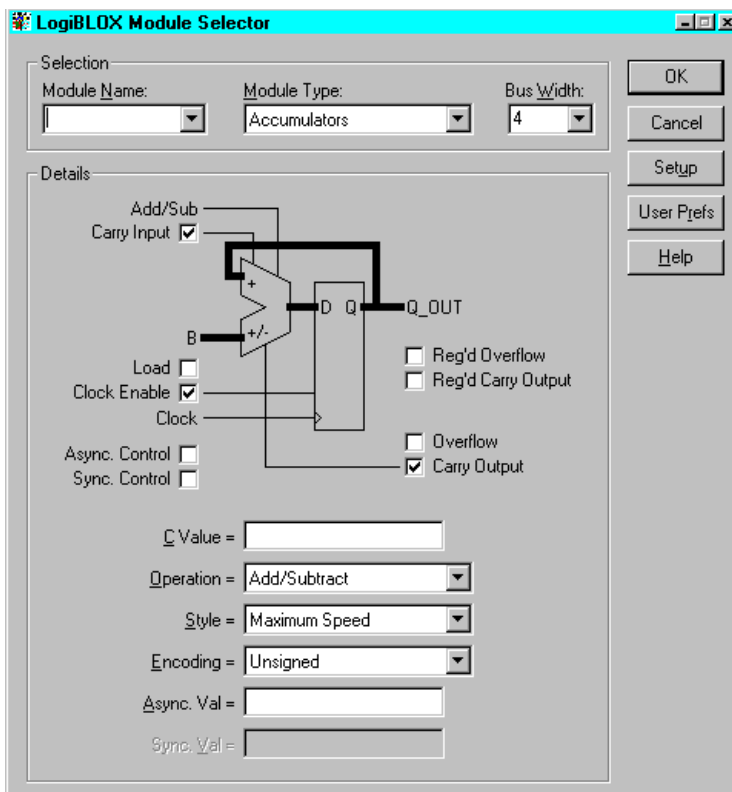 LogiBLOX Module Selector
Selection
Module Name:
Module Type:
Bus Width:
Accumulators
4
OK
Cancel
Setup
User Prefs
Help
Details
Add/Sub
Carry Input
+
D Q
Q_OUT
B
+/-
Load
Clock Enable
Clock
Async. Control
Sync. Control
Reg'd Overflow
Reg'd Carry Output
Overflow
Carry Output
C Value =
Operation = Add/Subtract
Style = Maximum Speed
Encoding = Unsigned
Async. Val =
Sync. Val =